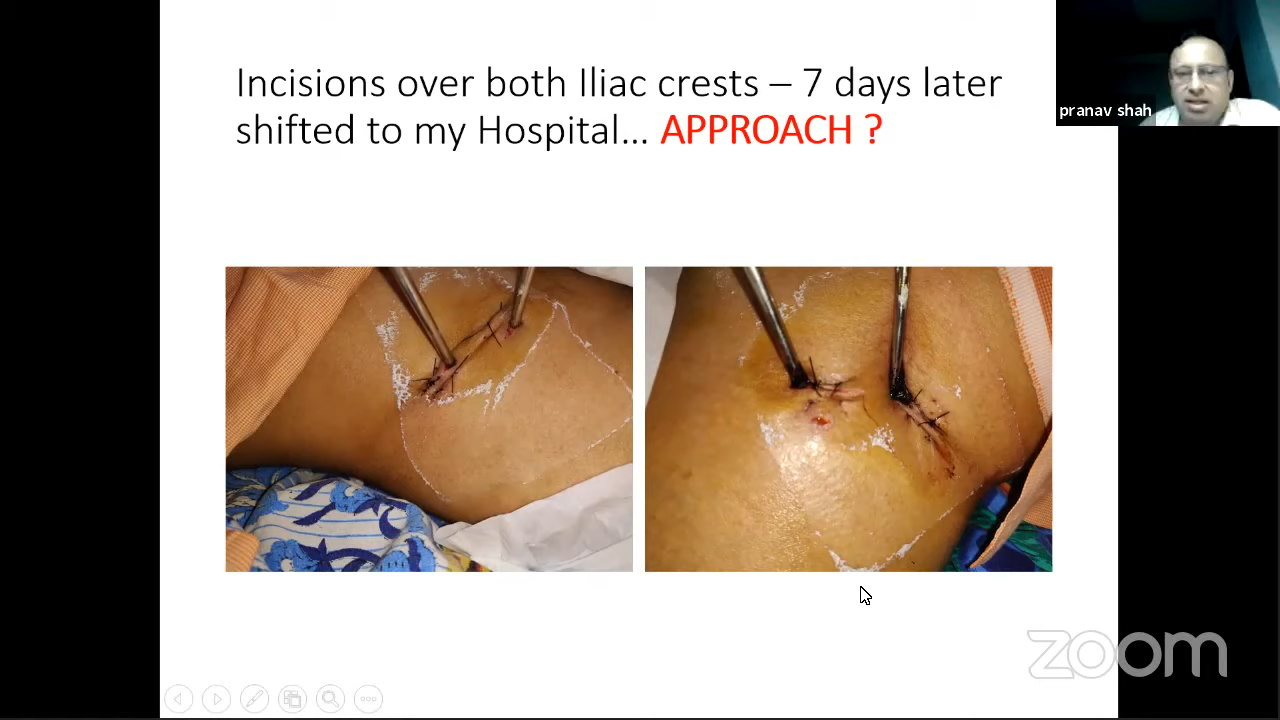 Incisions over both Iliac crests – 7 days later
shifted to my Hospital... APPROACH ?
pranav shah
zoom